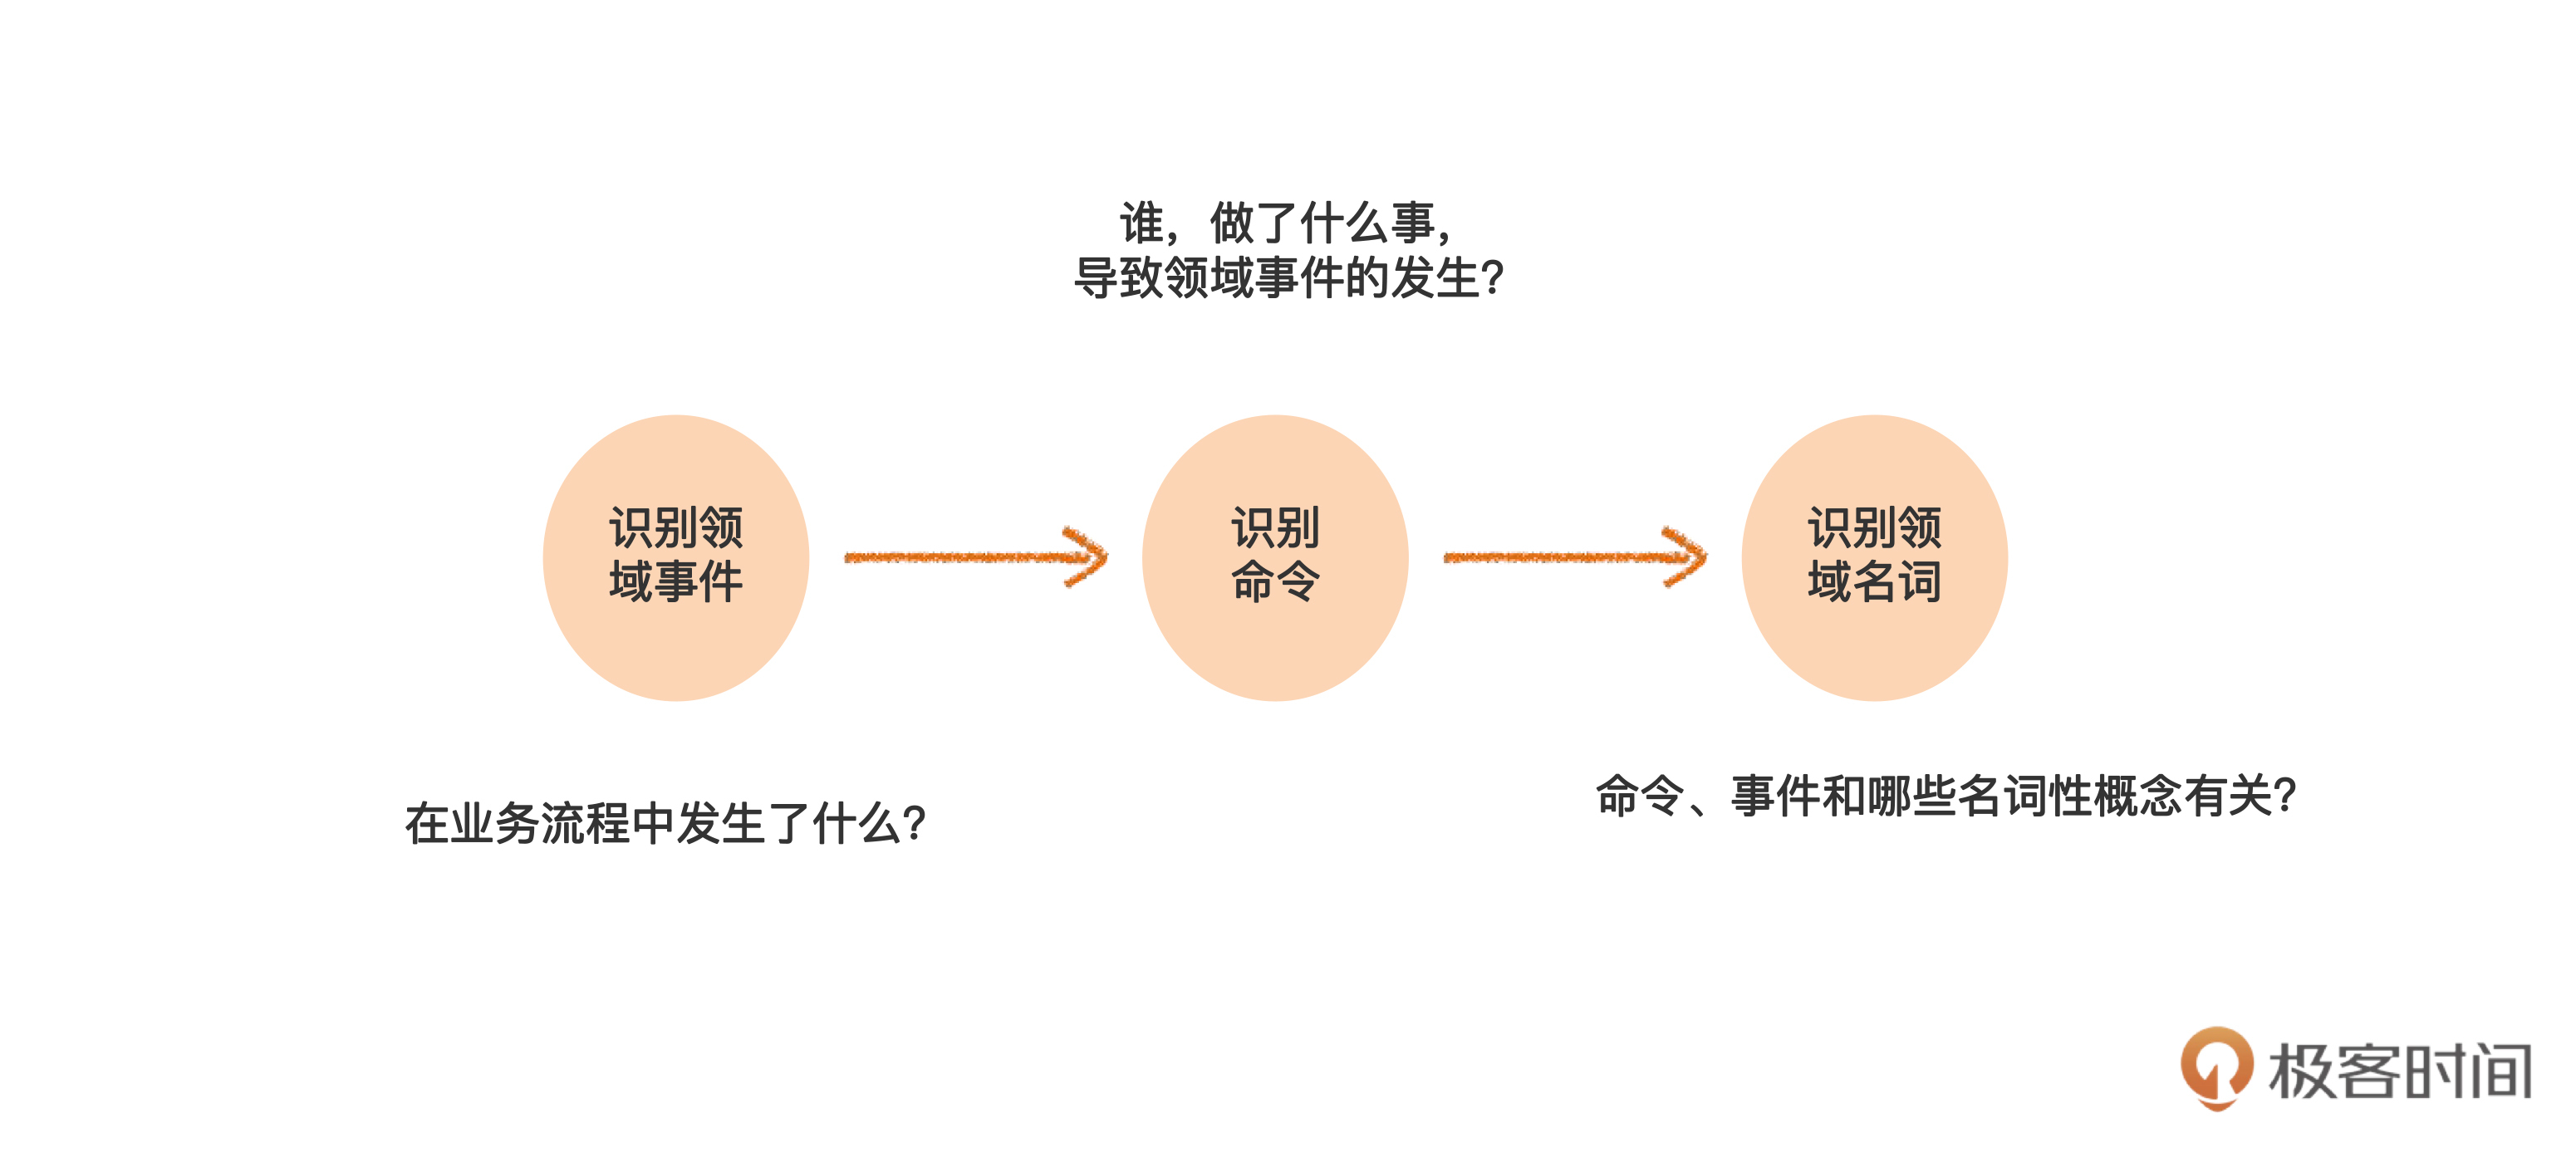 谁，做了什么事，
导致领域事件的发生？
识别领
域事件
识别
命令
识别领
域名词
在业务流程中发生了什么？
命令、事件和哪些名词性概念有关？
极客时间